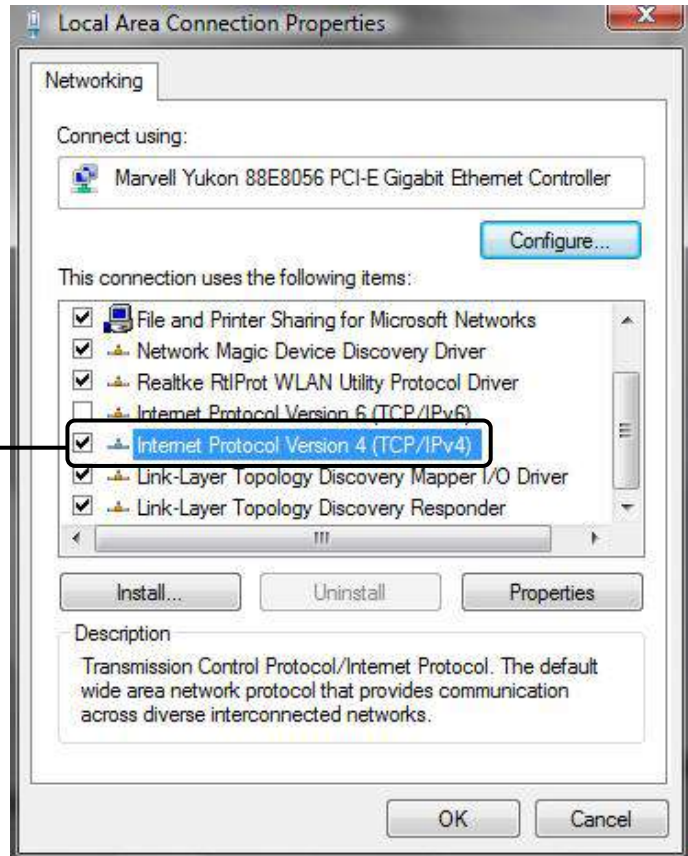 Local Area Connection Properties
Networking
Connect using:
Marvell Yukon 88E8056 PCI-E Gigabit Ethernet Controller
Configure...
This connection uses the following items:
File and Printer Sharing for Microsoft Networks
Network Magic Device Discovery Driver
Realtke RtlProt WLAN Utility Protocol Driver
Internet Protocol Version 6 (TCP/IPv6)
Internet Protocol Version 4 (TCP/IPv4)
Link-Layer Topology Discovery Mapper I/O Driver
Link-Layer Topology Discovery Responder
Install... Uninstall Properties
Description
Transmission Control Protocol/Internet Protocol. The default
wide area network protocol that provides communication
across diverse interconnected networks.
OK Cancel